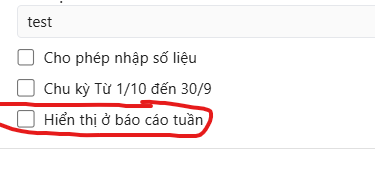 test
Cho phép nhập số liệu
Chu kỳ Từ 1/10 đến 30/9
Hiển thị ở báo cáo tuần